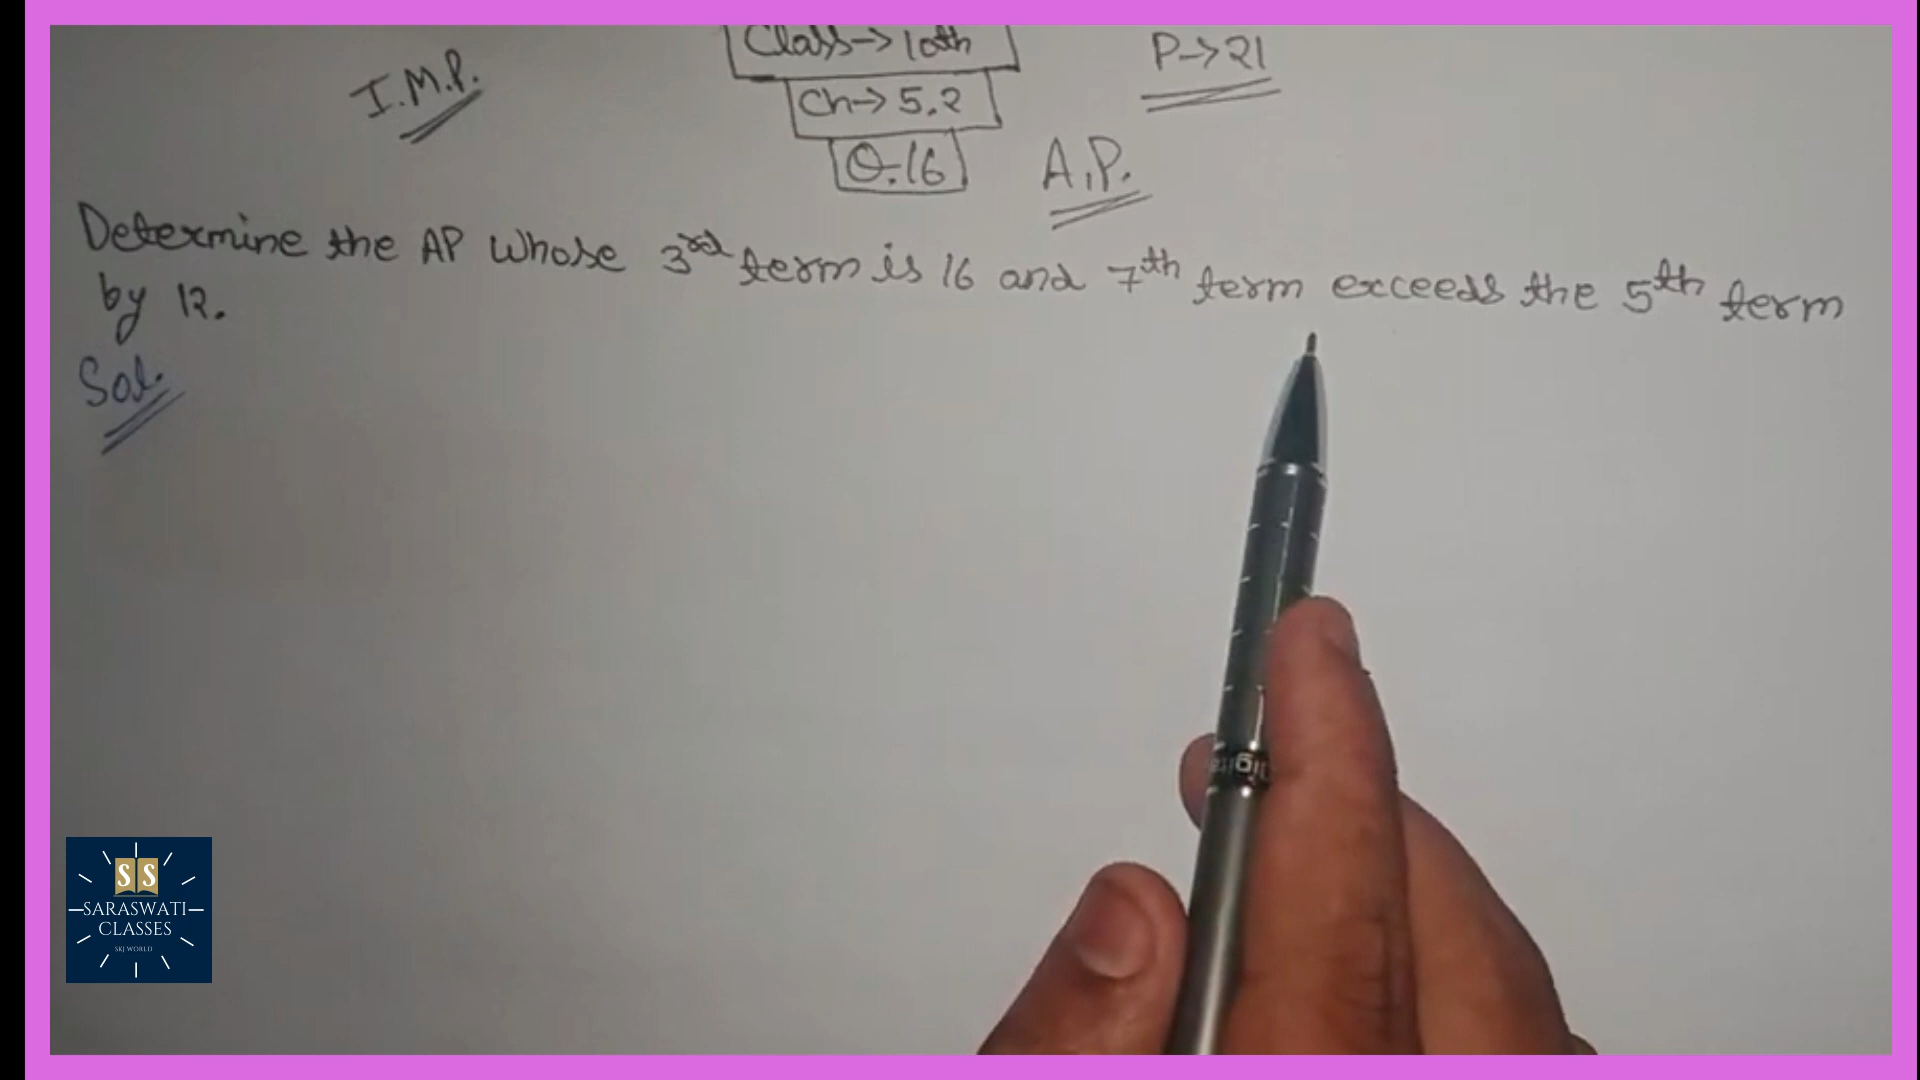 I.M.P.
Class→10th
P→21
Ch→5.2
Q.16
A.P.
Determine the AP whose 3rd term is 16 and 7th term exceeds the 5th term
by 12.
Sol.
S S
SARASWATI
CLASSES
SKJ WORLD